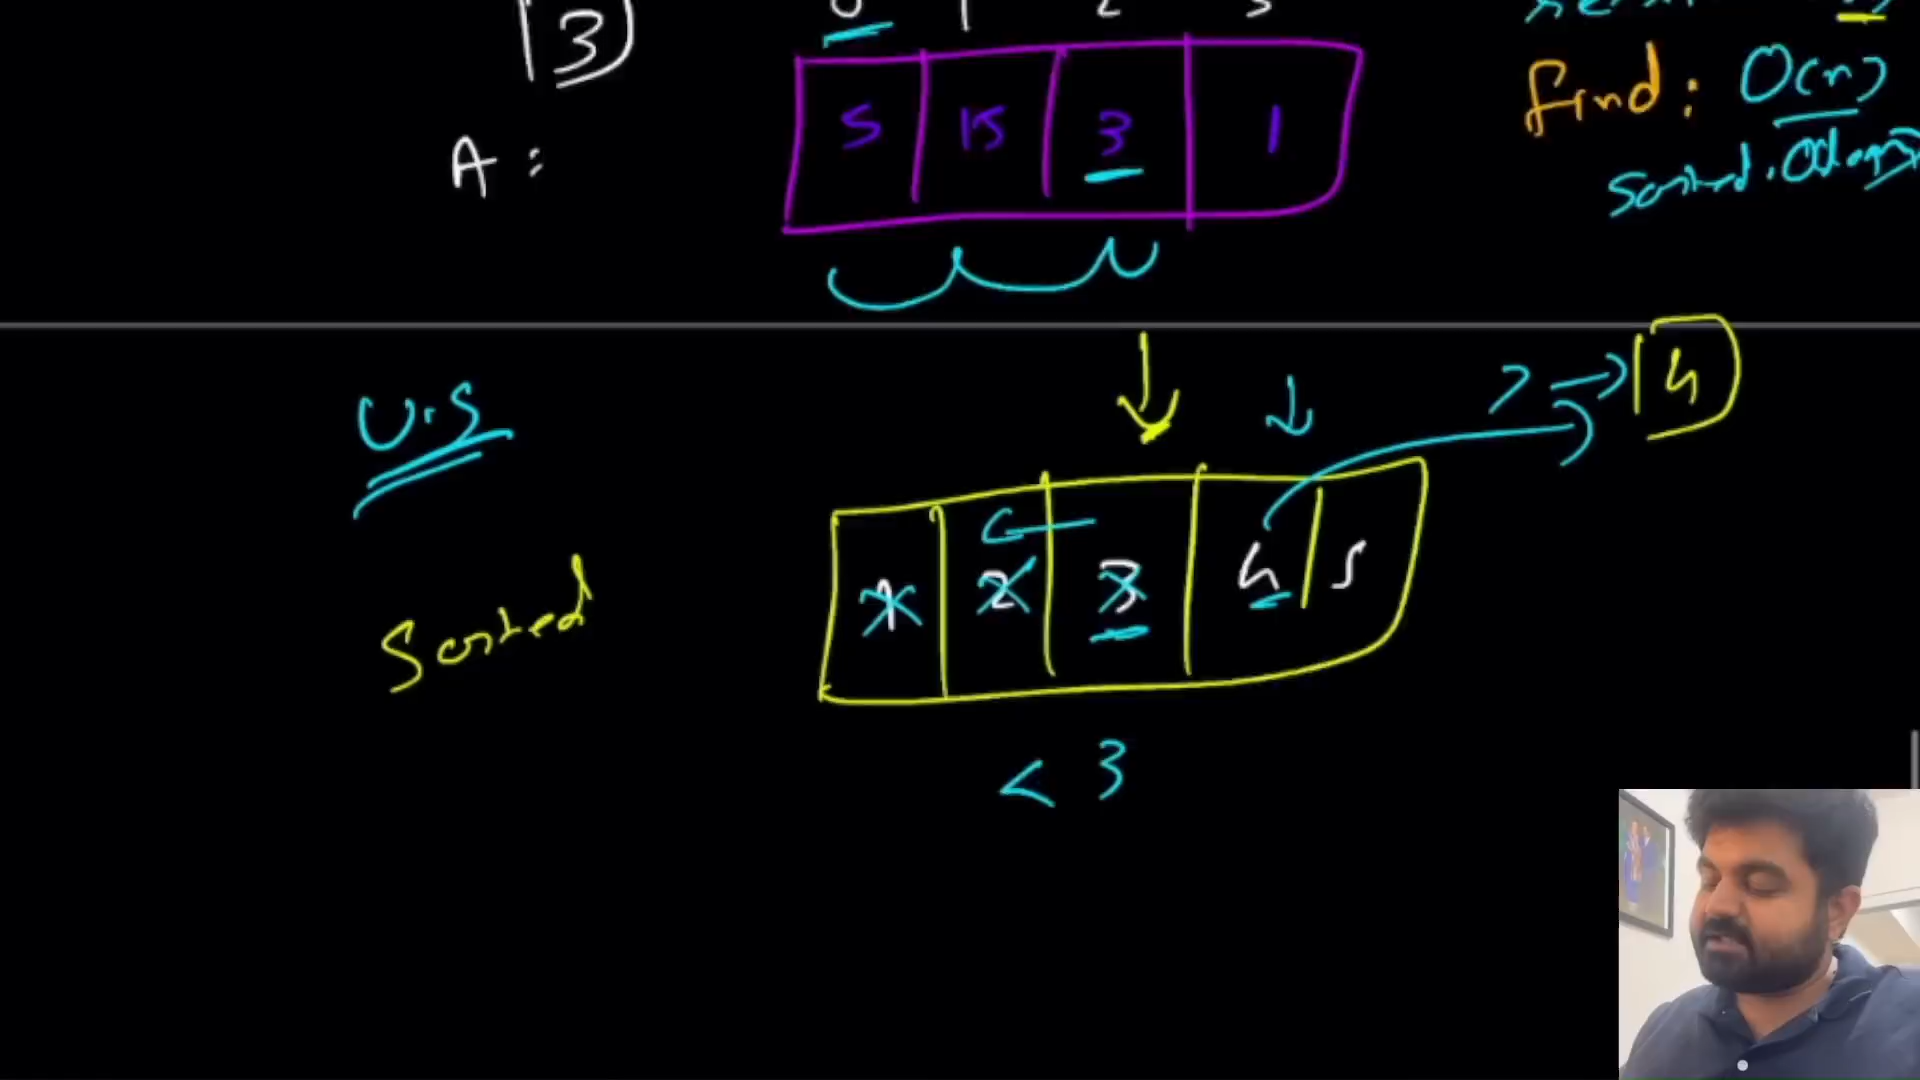 3
0 1 2 3
A :
5 15 3 1
find : O(n)
U.S
? → 4
Sorted
1 2 3 4 5
< 3